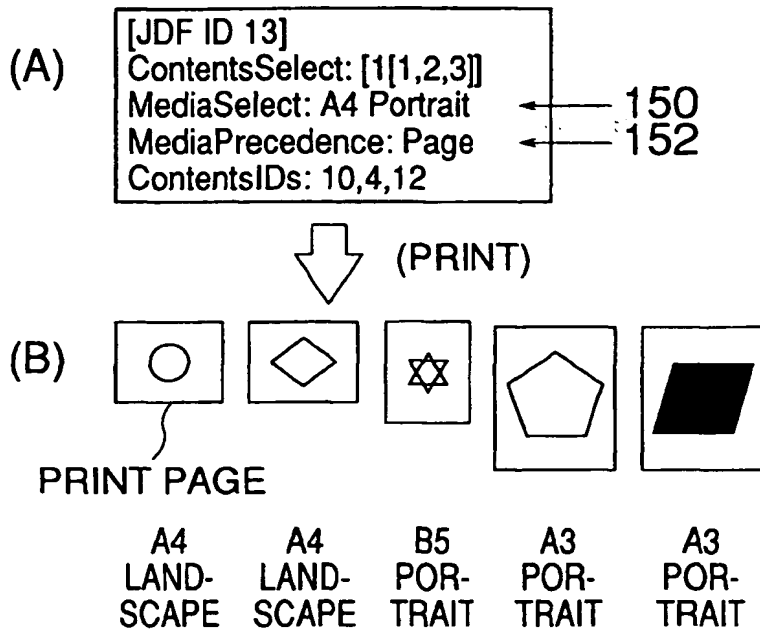 (A)
[JDF ID 13]
ContentsSelect: [1[1,2,3]]
MediaSelect: A4 Portrait
150
MediaPrecedence: Page
152
ContentsIDs: 10,4,12
(PRINT)
(B)
PRINT PAGE
A4 A4 B5 A3 A3
LAND- LAND- POR- POR- POR-
SCAPE SCAPE TRAIT TRAIT TRAIT